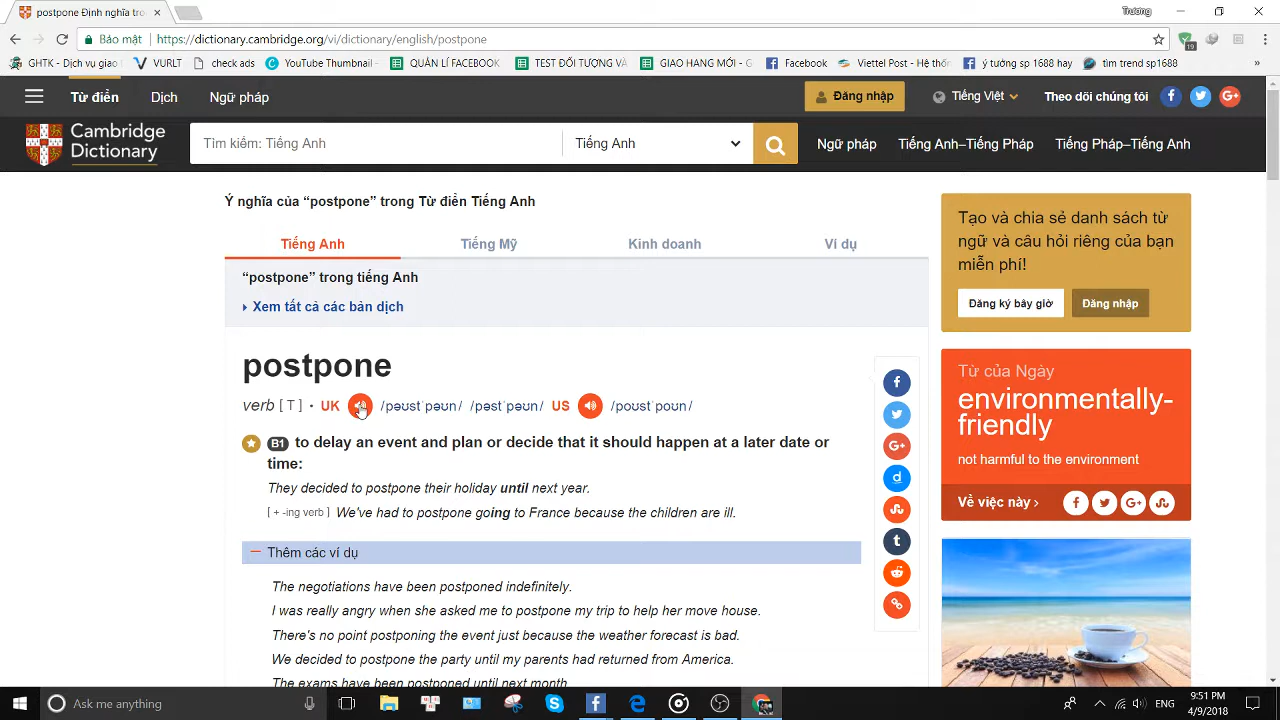 postpone Định nghĩa tro
Trương
Bảo mật
https://dictionary.cambridge.org/vi/dictionary/english/postpone
19
GHTK - Dịch vụ giao
VURLT
check ads
YouTube Thumbnail
QUẢN LÍ FACEBOOK
TEST ĐỐI TƯỢNG VÀ
GIAO HANG MỚI - G
Facebook
Viettel Post - Hệ thốn
ý tưởng sp 1688 hay
tìm trend sp1688
»
Từ điển
Dịch
Ngữ pháp
Đăng nhập
Tiếng Việt
Theo dõi chúng tôi
Cambridge
Dictionary
Tìm kiếm: Tiếng Anh
Tiếng Anh
Ngữ pháp
Tiếng Anh–Tiếng Pháp
Tiếng Pháp–Tiếng Anh
Ý nghĩa của “postpone” trong Từ điển Tiếng Anh
Tiếng Anh
Tiếng Mỹ
Kinh doanh
Ví dụ
“postpone” trong tiếng Anh
Xem tất cả các bản dịch
postpone
verb [ T ] • UK /pəʊstˈpəʊn/ /pəstˈpəʊn/ US /poʊstˈpoʊn/
B1 to delay an event and plan or decide that it should happen at a later date or
time:
They decided to postpone their holiday until next year.
[ + -ing verb ] We've had to postpone going to France because the children are ill.
Thêm các ví dụ
The negotiations have been postponed indefinitely.
I was really angry when she asked me to postpone my trip to help her move house.
There's no point postponing the event just because the weather forecast is bad.
We decided to postpone the party until my parents had returned from America.
The exams have been postponed until next month.
Tạo và chia sẻ danh sách từ
ngữ và câu hỏi riêng của bạn
miễn phí!
Đăng ký bây giờ
Đăng nhập
Từ của Ngày
environmentally-
friendly
not harmful to the environment
Về việc này ›
Ask me anything
ENG
9:51 PM
4/9/2018